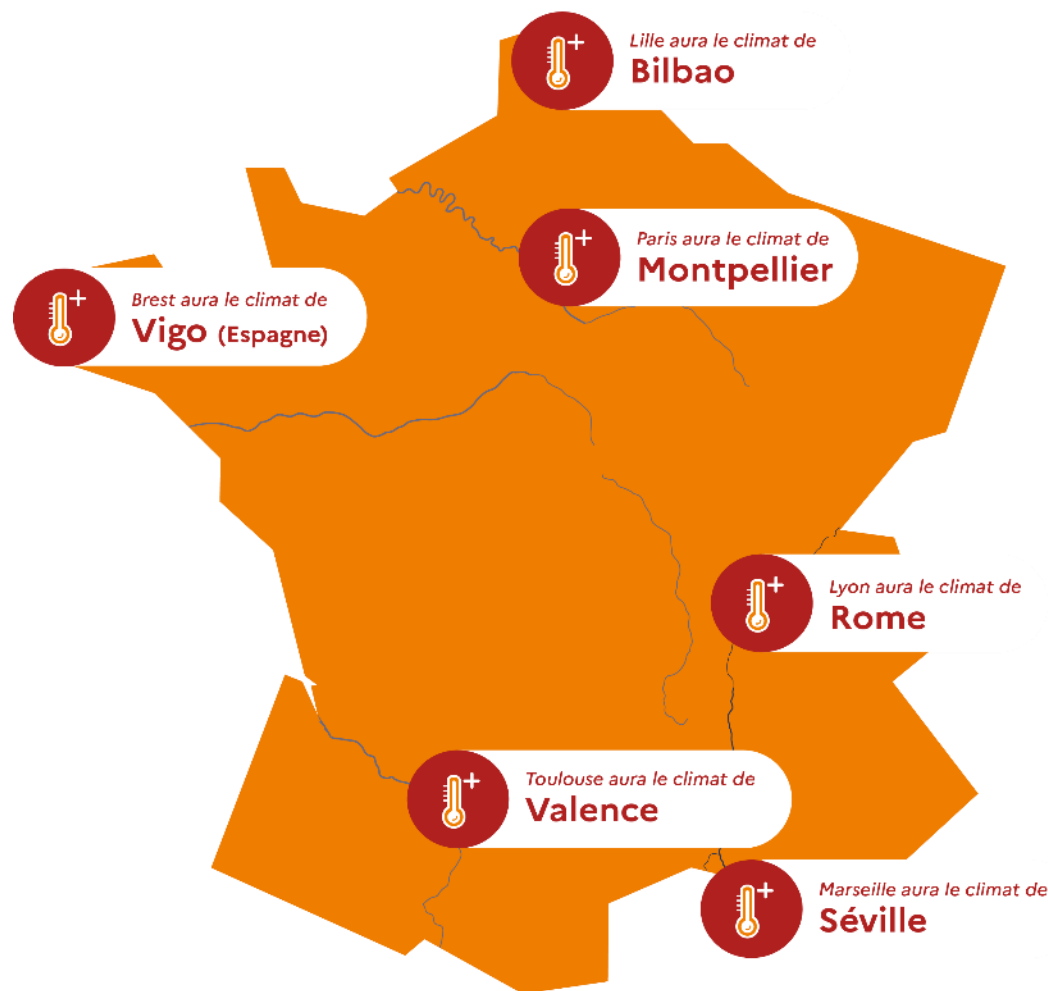 Lille aura le climat de
Bilbao
Paris aura le climat de
Montpellier
Brest aura le climat de
Vigo (Espagne)
Lyon aura le climat de
Rome
Toulouse aura le climat de
Valence
Marseille aura le climat de
Séville